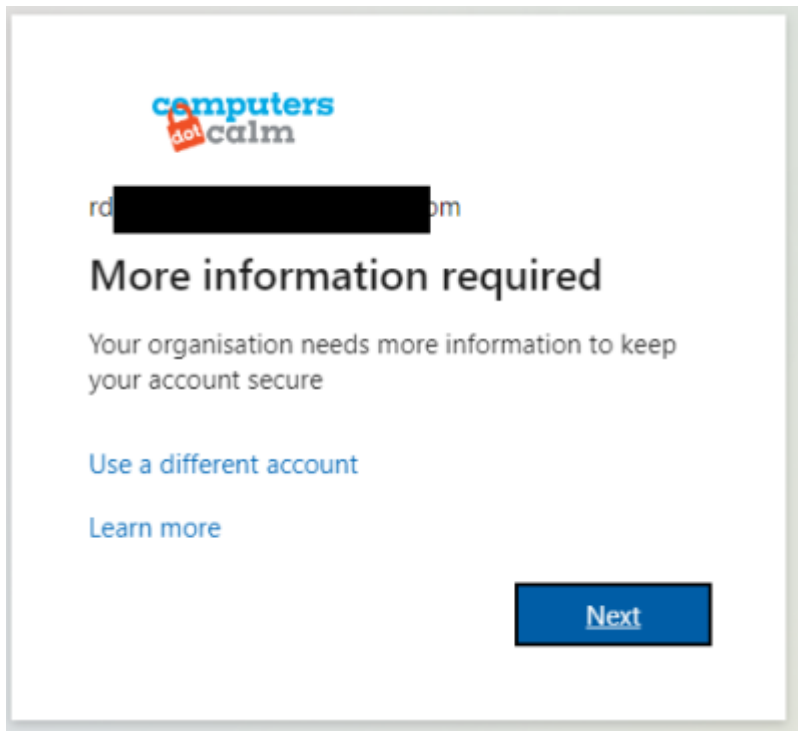 computers
dot calm
rd om
More information required
Your organisation needs more information to keep
your account secure
Use a different account
Learn more
Next